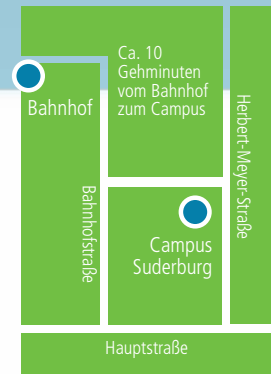 Ca. 10
Gehminuten
vom Bahnhof
zum Campus
Bahnhof
Herbert-Meyer-Straße
Bahnhofstraße
Campus
Suderburg
Hauptstraße